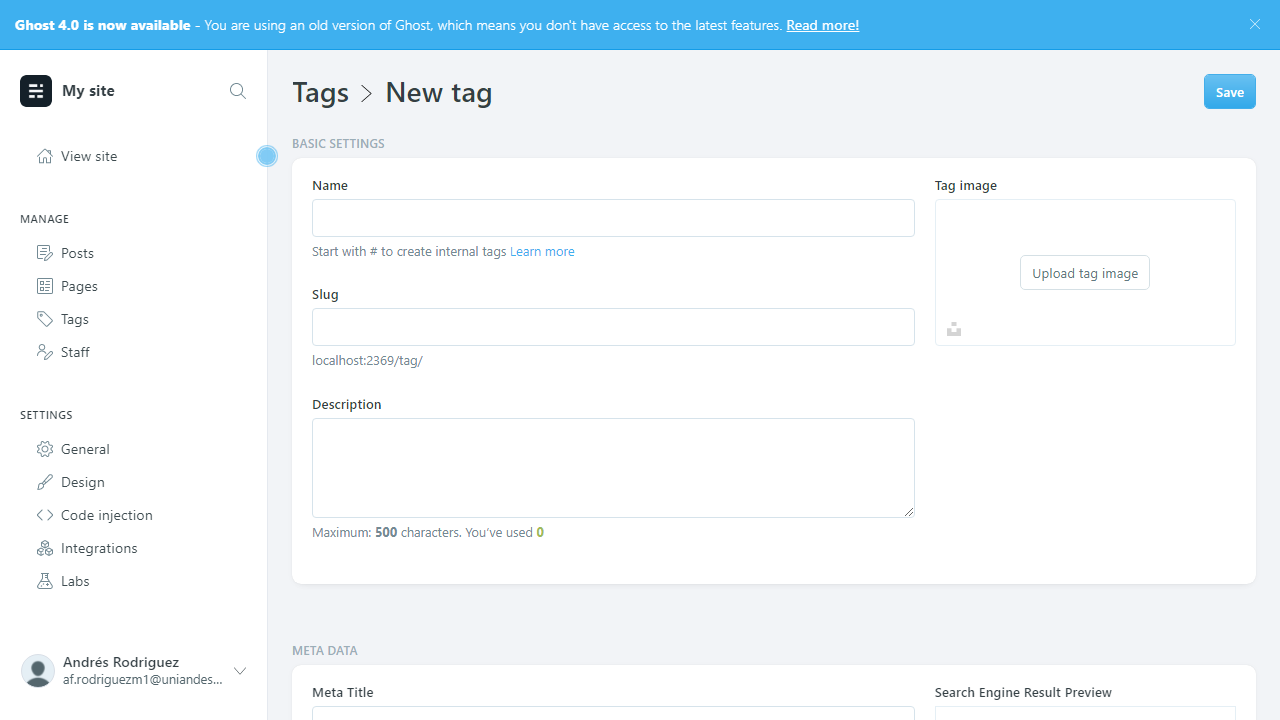 Ghost 4.0 is now available - You are using an old version of Ghost, which means you don't have access to the latest features. Read more!
My site
View site
MANAGE
Posts
Pages
Tags
Staff
SETTINGS
General
Design
Code injection
Integrations
Labs
Andrés Rodriguez
af.rodriguezm1@uniandes...
Tags > New tag
Save
BASIC SETTINGS
Name
Start with # to create internal tags Learn more
Slug
localhost:2369/tag/
Description
Maximum: 500 characters. You've used 0
Tag image
Upload tag image
META DATA
Meta Title
Search Engine Result Preview